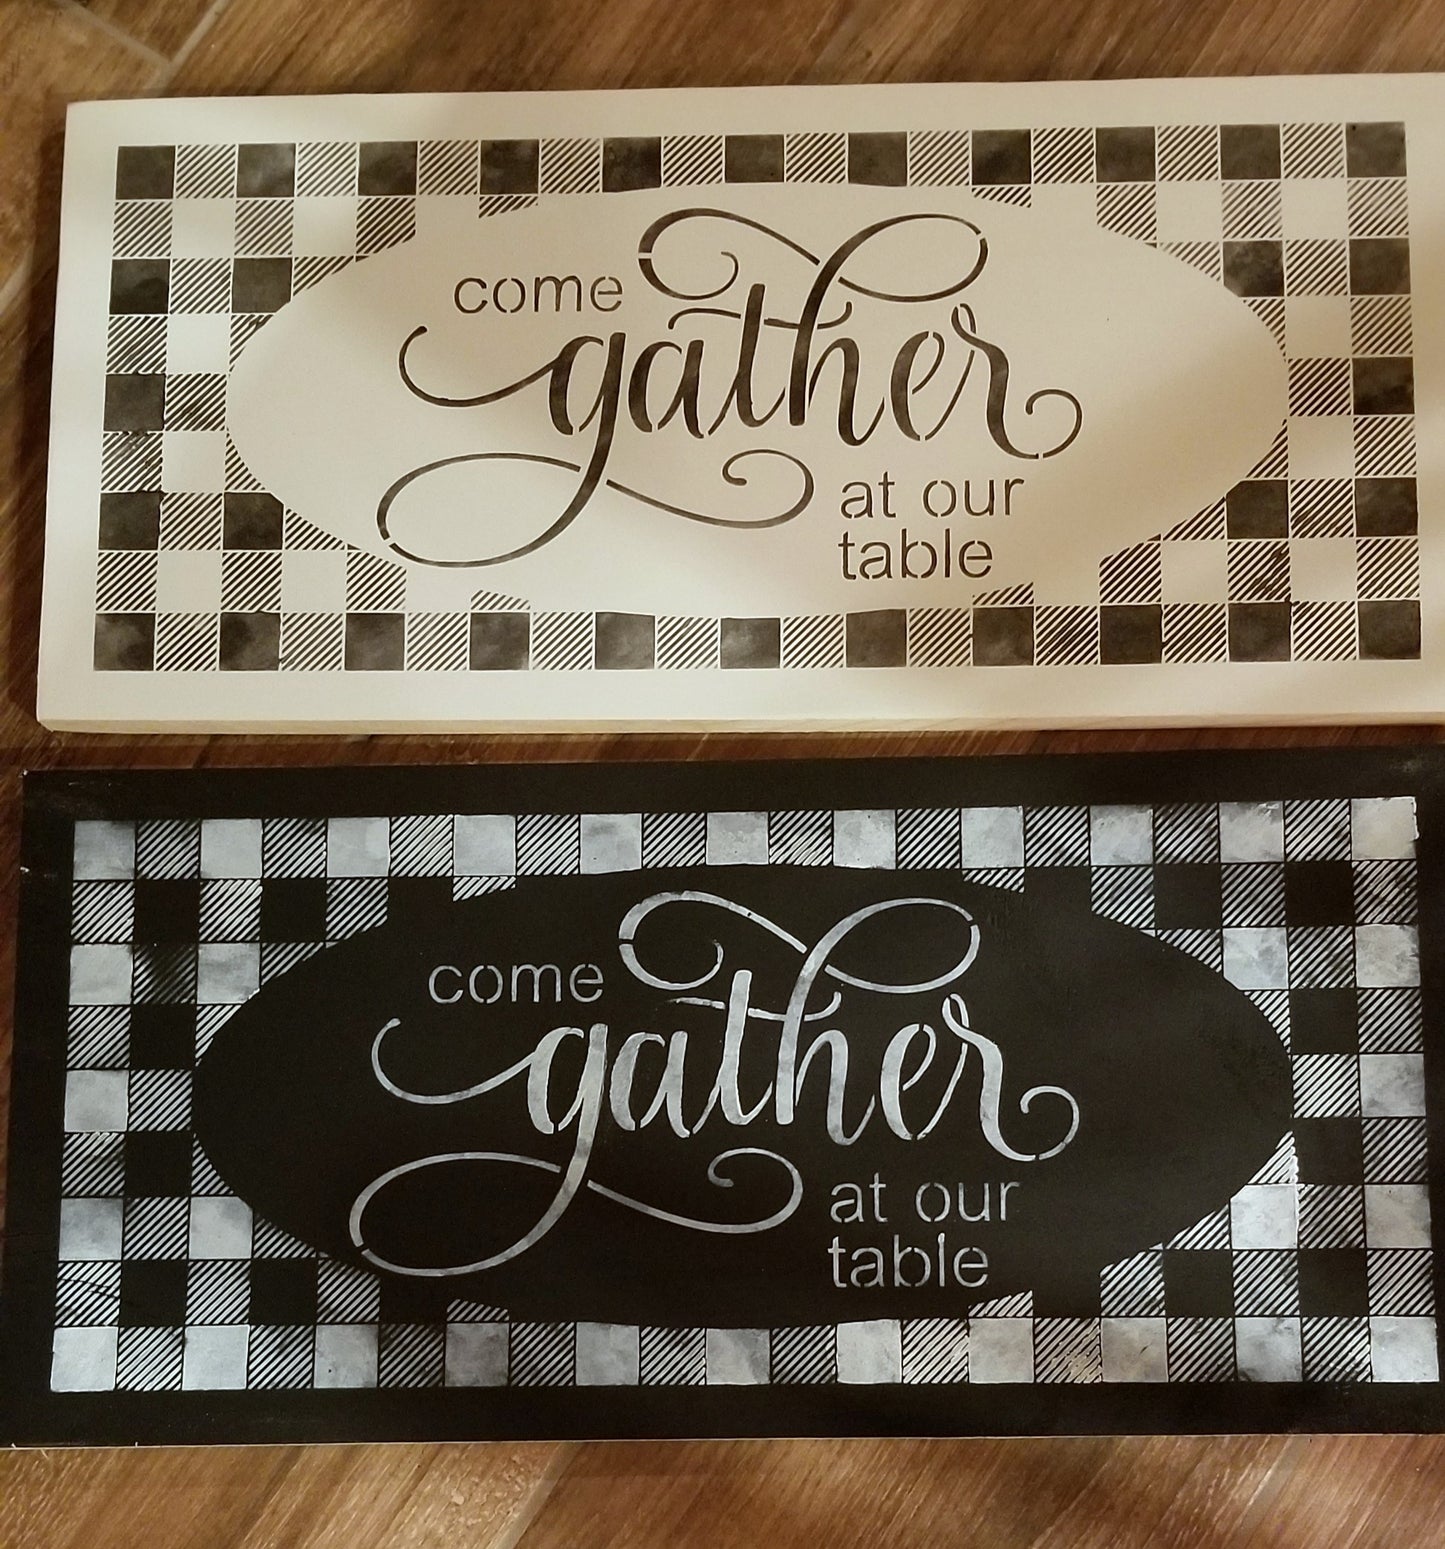 come
gather
at our
table
come
gather
at our
table